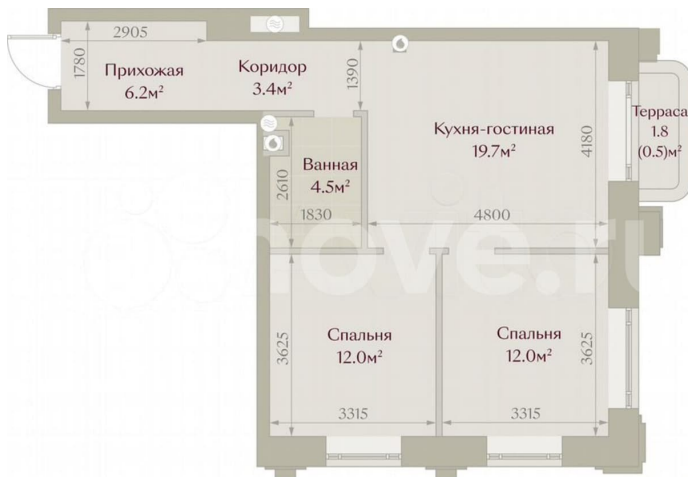 2905
1780
Прихожая
6.2м²
Коридор
3.4м²
1390
Кухня-гостиная
19.7м²
4180
Терраса
1.8
(0.5)м²
Ванная
4.5м²
2610
1830
4800
Спальня
12.0м²
3625
3315
Спальня
12.0м²
3625
3315